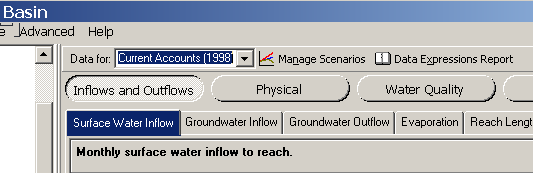 Basin
e Advanced Help
Data for: Current Accounts (1998) Manage Scenarios Data Expressions Report
Inflows and Outflows Physical Water Quality
Surface Water Inflow Groundwater Inflow Groundwater Outflow Evaporation Reach Lengt
Monthly surface water inflow to reach.